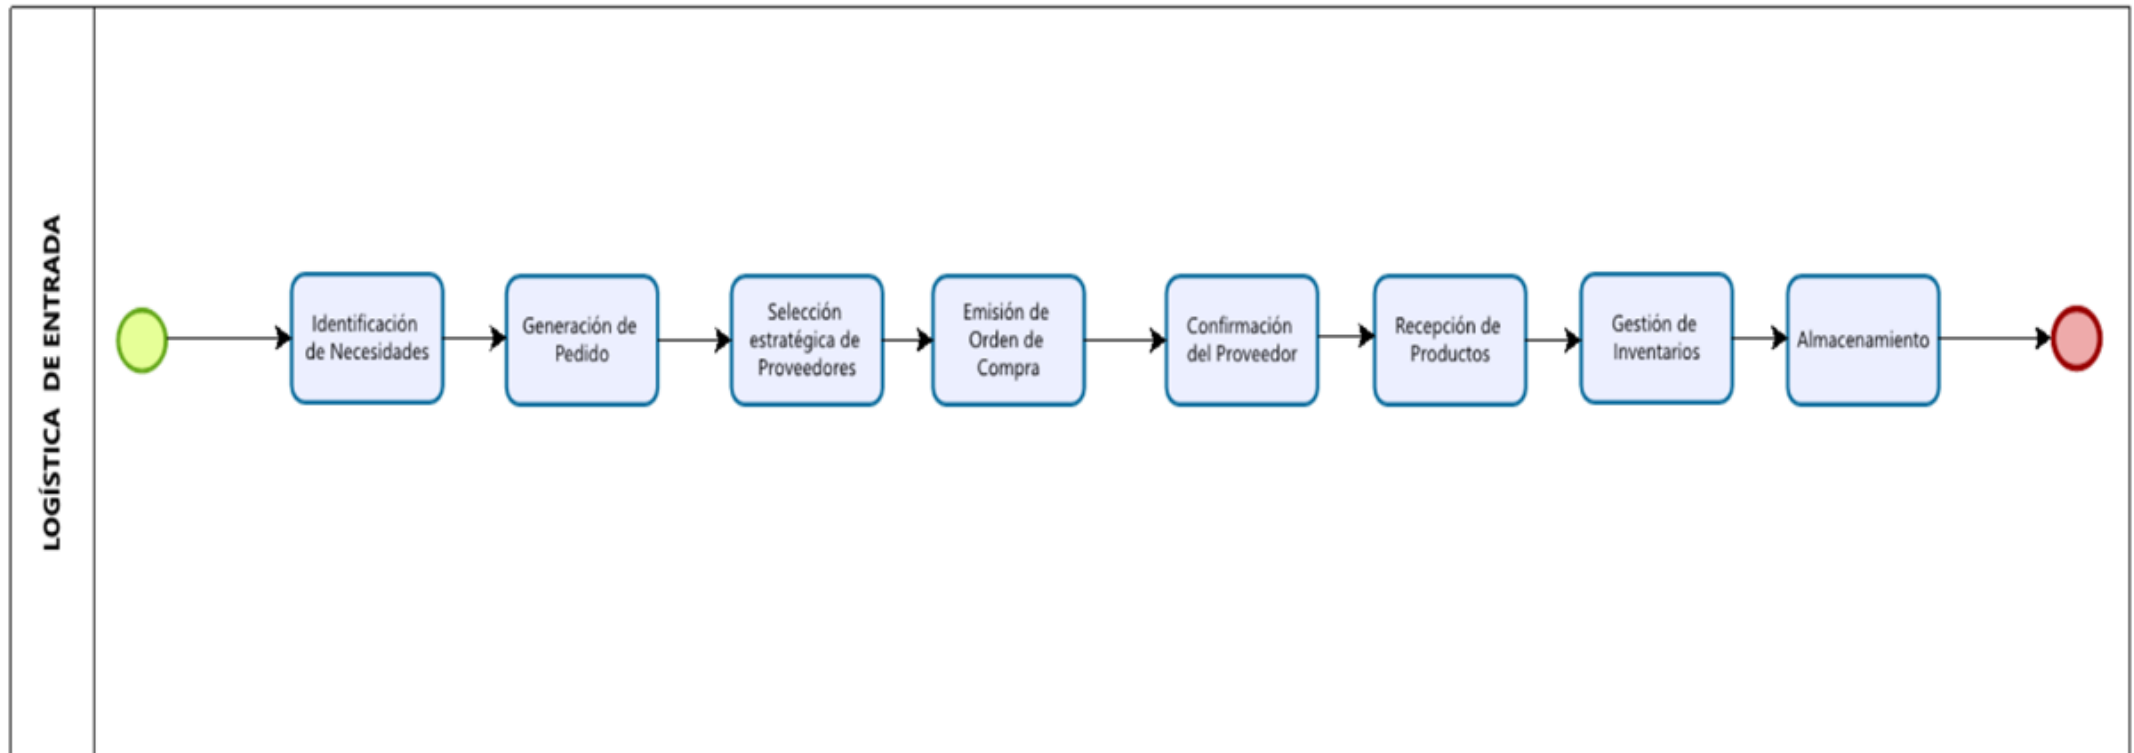 LOGÍSTICA DE ENTRADA
Identificación
de Necesidades
Generación de
Pedido
Selección
estratégica de
Proveedores
Emisión de
Orden de
Compra
Confirmación
del Proveedor
Recepción de
Productos
Gestión de
Inventarios
Almacenamiento